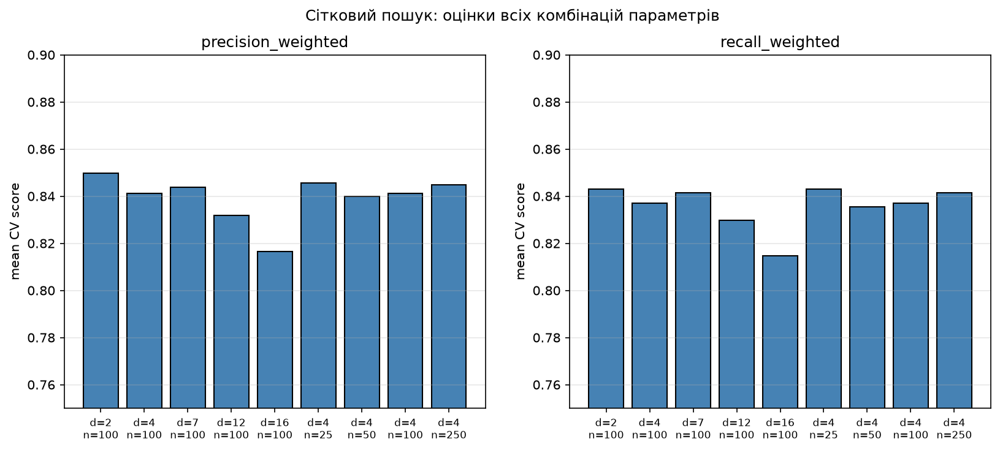 Сітковий пошук: оцінки всіх комбінацій параметрів
precision_weighted
mean CV score
0.90
0.88
0.86
0.84
0.82
0.80
0.78
0.76
d=2 d=4 d=7 d=12 d=16 d=4 d=4 d=4 d=4
n=100 n=100 n=100 n=100 n=100 n=25 n=50 n=100 n=250
recall_weighted
mean CV score
0.90
0.88
0.86
0.84
0.82
0.80
0.78
0.76
d=2 d=4 d=7 d=12 d=16 d=4 d=4 d=4 d=4
n=100 n=100 n=100 n=100 n=100 n=25 n=50 n=100 n=250